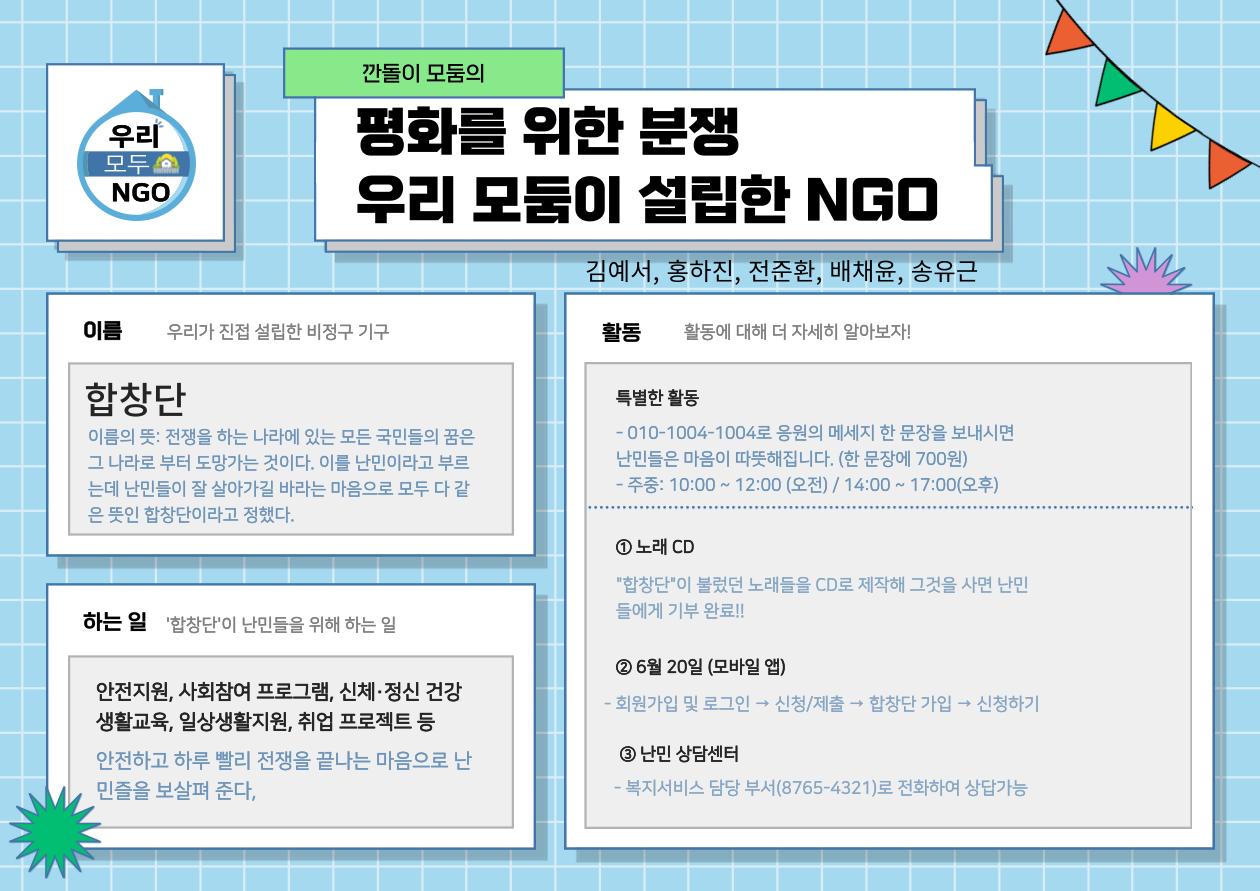 우리
모두
NGO
깐돌이 모둠의
평화를 위한 분쟁
우리 모둠이 설립한 NGO
김예서, 홍하진, 전준환, 배채윤, 송유근
이름 우리가 진접 설립한 비정구 기구
합창단
이름의 뜻: 전쟁을 하는 나라에 있는 모든 국민들의 꿈은
그 나라로 부터 도망가는 것이다. 이를 난민이라고 부르
는데 난민들이 잘 살아가길 바라는 마음으로 모두 다 같
은 뜻인 합창단이라고 정했다.
하는 일 '합창단'이 난민들을 위해 하는 일
안전지원, 사회참여 프로그램, 신체·정신 건강
생활교육, 일상생활지원, 취업 프로젝트 등
안전하고 하루 빨리 전쟁을 끝나는 마음으로 난
민즐을 보살펴 준다,
활동 활동에 대해 더 자세히 알아보자!
특별한 활동
- 010-1004-1004로 응원의 메세지 한 문장을 보내시면
난민들은 마음이 따뜻해집니다. (한 문장에 700원)
- 주중: 10:00 ~ 12:00 (오전) / 14:00 ~ 17:00(오후)
① 노래 CD
"합창단"이 불렀던 노래들을 CD로 제작해 그것을 사면 난민
들에게 기부 완료!!
② 6월 20일 (모바일 앱)
- 회원가입 및 로그인 → 신청/제출 → 합창단 가입 → 신청하기
③ 난민 상담센터
- 복지서비스 담당 부서(8765-4321)로 전화하여 상답가능